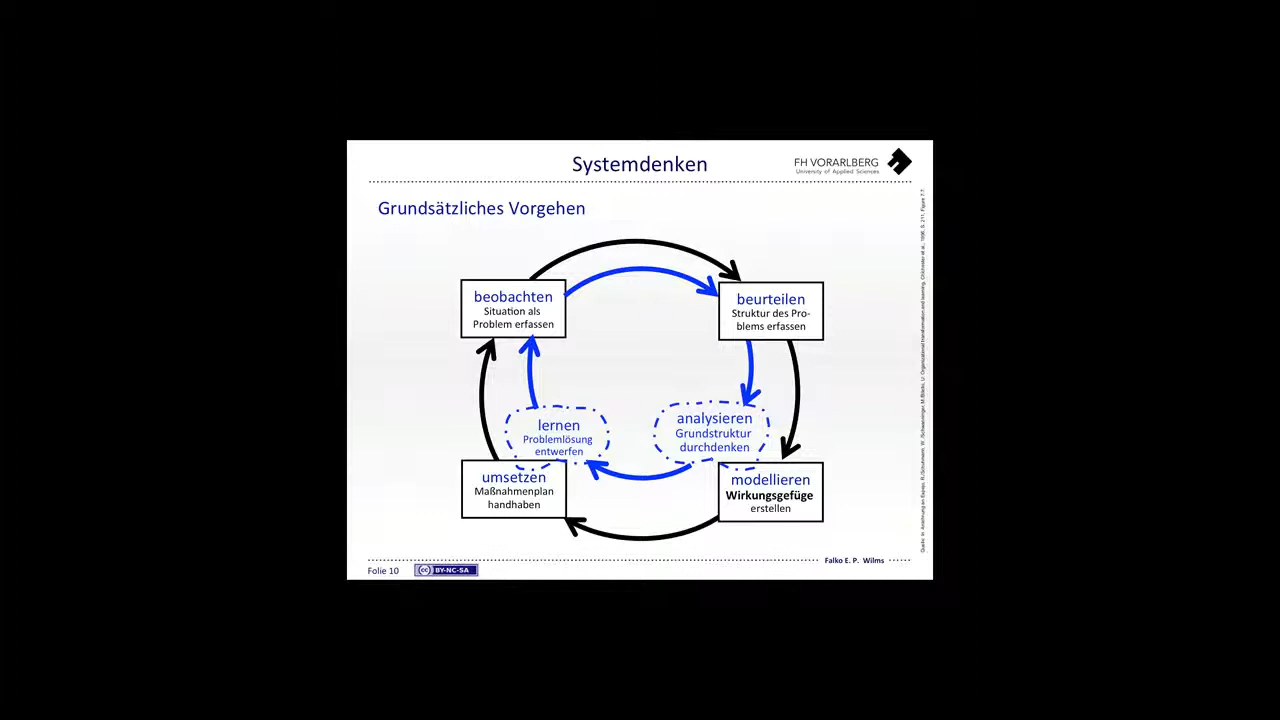 Systemdenken
FH VORARLBERG
University of Applied Sciences
Grundsätzliches Vorgehen
beobachten
Situation als
Problem erfassen
beurteilen
Struktur des Pro-
blems erfassen
lernen
Problemlösung
entwerfen
analysieren
Grundstruktur
durchdenken
umsetzen
Maßnahmenplan
handhaben
modellieren
Wirkungsgefüge
erstellen
Falko E. P. Wilms
Folie 10
cc BY-NC-SA